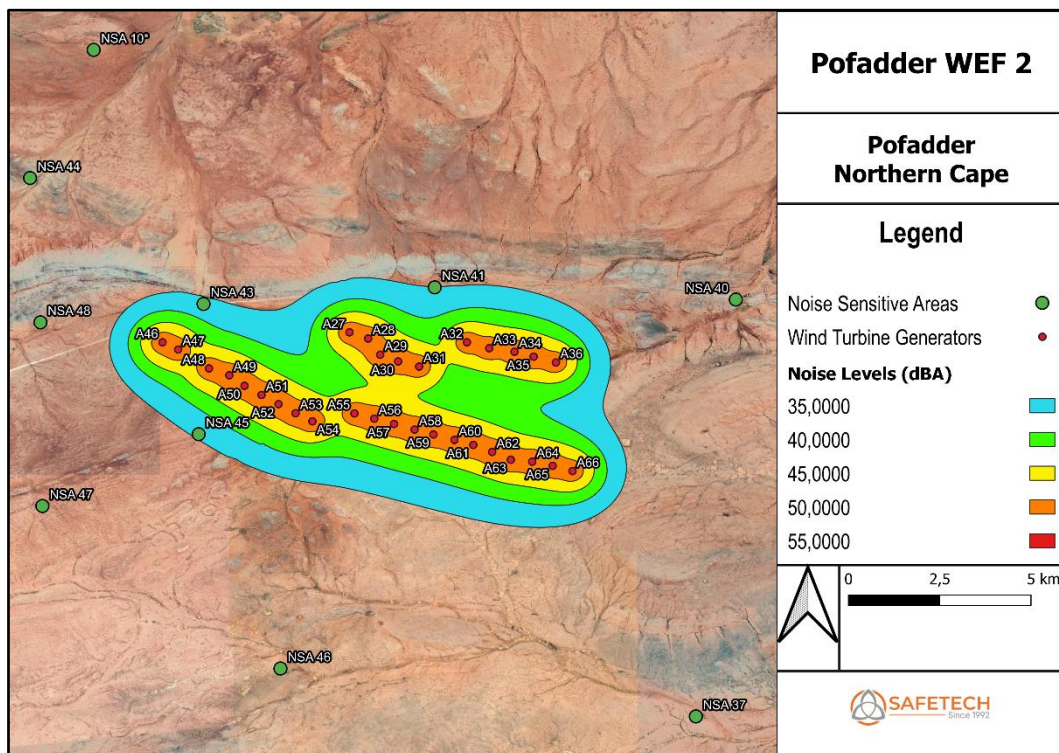 NSA 10*
NSA 44
NSA 41
NSA 40
NSA 43
NSA 48
A46
A47
A48
A49
A50
A51
A52
A53
A54
A27
A28
A29
A30
A31
A32
A33
A34
A35
A36
A55
A56
A57
A58
A59
A60
A61
A62
A63
A64
A65
A66
NSA 45
NSA 47
NSA 46
NSA 37
Pofadder WEF 2
Pofadder
Northern Cape
Legend
Noise Sensitive Areas
Wind Turbine Generators
Noise Levels (dBA)
35,0000
40,0000
45,0000
50,0000
55,0000
0 2,5 5 km
SAFETECH
Since 1992